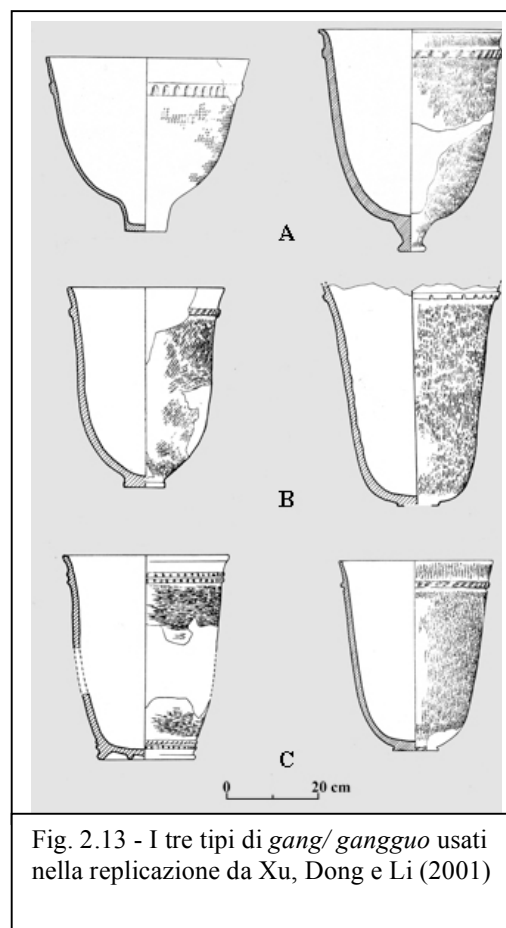 A
B
C
0 20 cm
Fig. 2.13 - I tre tipi di gang/ gangguo usati
nella replicazione da Xu, Dong e Li (2001)